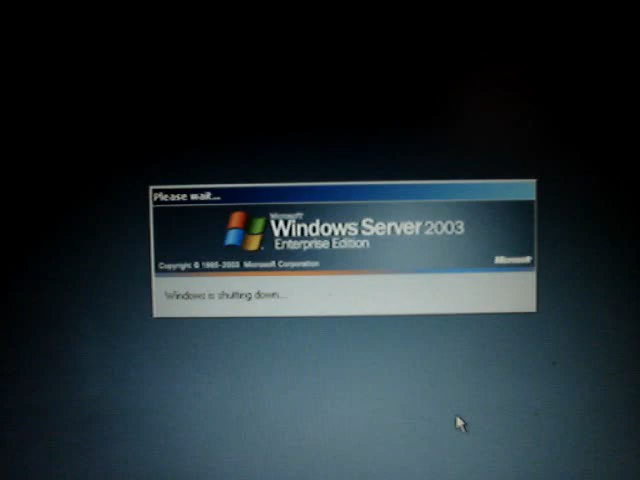 Please wait...
Microsoft
Windows Server 2003
Enterprise Edition
Copyright © 1985-2003 Microsoft Corporation
Microsoft
Windows is shutting down...